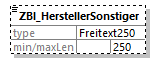 ZBI_HerstellerSonstiger
type Freitext250
min/maxLen 250